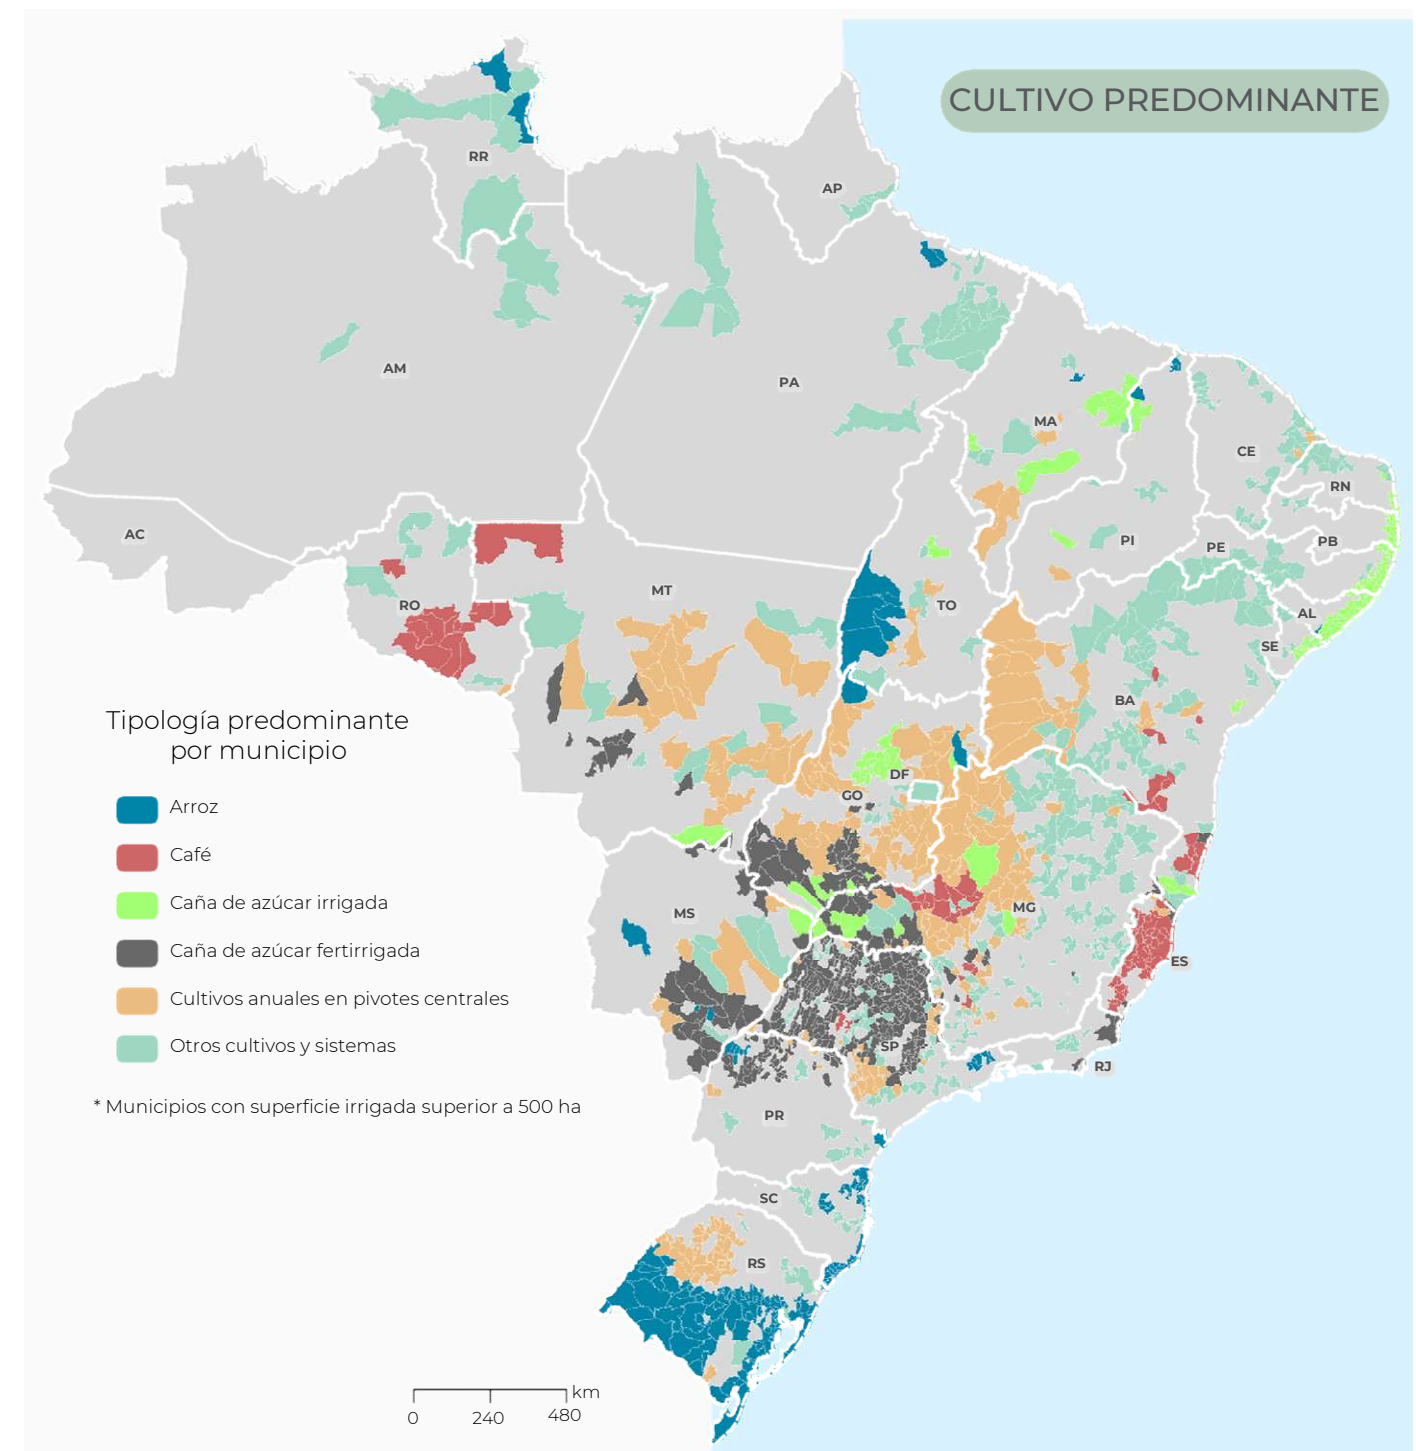 CULTIVO PREDOMINANTE
RR
AP
AM
PA
MA
CE
RN
AC
PI
PE
PB
MT
RO
TO
AL
SE
BA
Tipología predominante
por municipio
DF
GO
Arroz
Café
Caña de azúcar irrigada
MS
MG
Caña de azúcar fertirrigada
ES
Cultivos anuales en pivotes centrales
Otros cultivos y sistemas
SP
RJ
* Municipios con superficie irrigada superior a 500 ha
PR
SC
RS
km
0 240 480